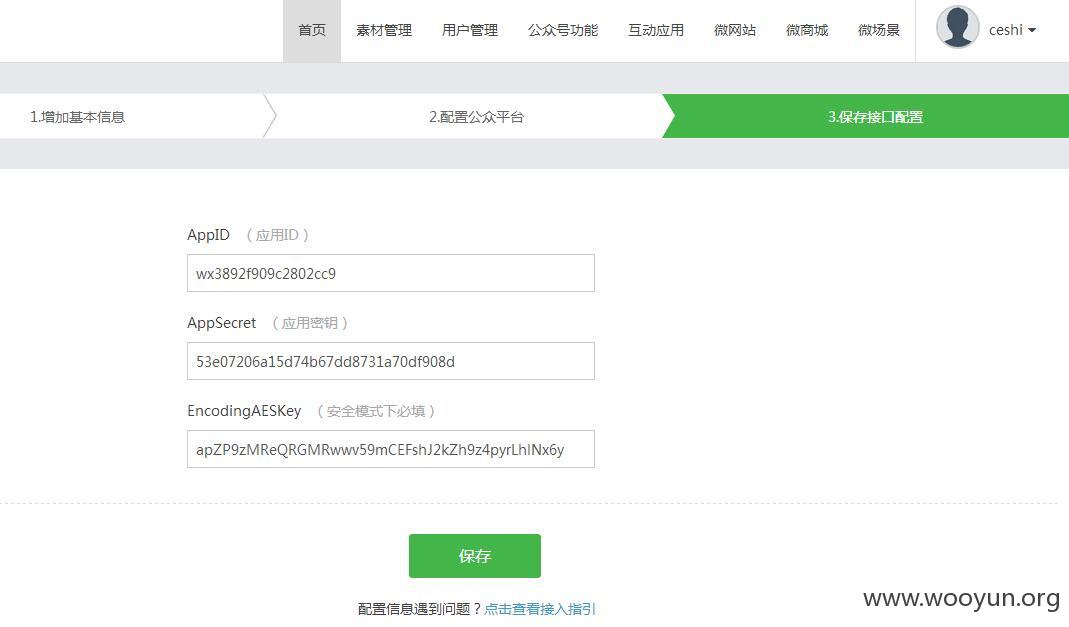 首页 素材管理 用户管理 公众号功能 互动应用 微网站 微商城 微场景 ceshi
1.增加基本信息 2.配置公众平台 3.保存接口配置
AppID （应用ID）
wx3892f909c2802cc9
AppSecret （应用密钥）
53e07206a15d74b67dd8731a70df908d
EncodingAESKey （安全模式下必填）
apZP9zMReQRGMRwwv59mCEFshJ2kZh9z4pyrLhlNx6y
保存
配置信息遇到问题？点击查看接入指引
www.wooyun.org